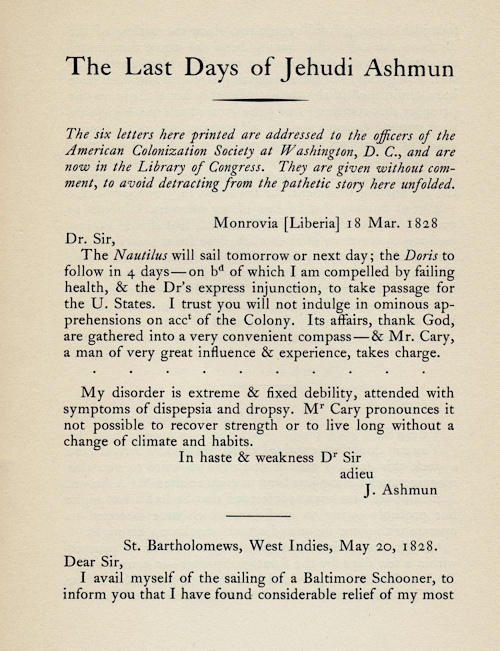 The Last Days of Jehudi Ashmun
The six letters here printed are addressed to the officers of the
American Colonization Society at Washington, D. C., and are
now in the Library of Congress. They are given without com-
ment, to avoid detracting from the pathetic story here unfolded.
Monrovia [Liberia] 18 Mar. 1828
Dr. Sir,
The Nautilus will sail tomorrow or next day; the Doris to
follow in 4 days—on bᵈ of which I am compelled by failing
health, & the Dr's express injunction, to take passage for
the U. States. I trust you will not indulge in ominous ap-
prehensions on accᵗ of the Colony. Its affairs, thank God,
are gathered into a very convenient compass—& Mr. Cary,
a man of very great influence & experience, takes charge.
. . . . . . . . . .
My disorder is extreme & fixed debility, attended with
symptoms of dispepsia and dropsy. Mʳ Cary pronounces it
not possible to recover strength or to live long without a
change of climate and habits.
In haste & weakness Dʳ Sir
adieu
J. Ashmun
St. Bartholomews, West Indies, May 20, 1828.
Dear Sir,
I avail myself of the sailing of a Baltimore Schooner, to
inform you that I have found considerable relief of my most